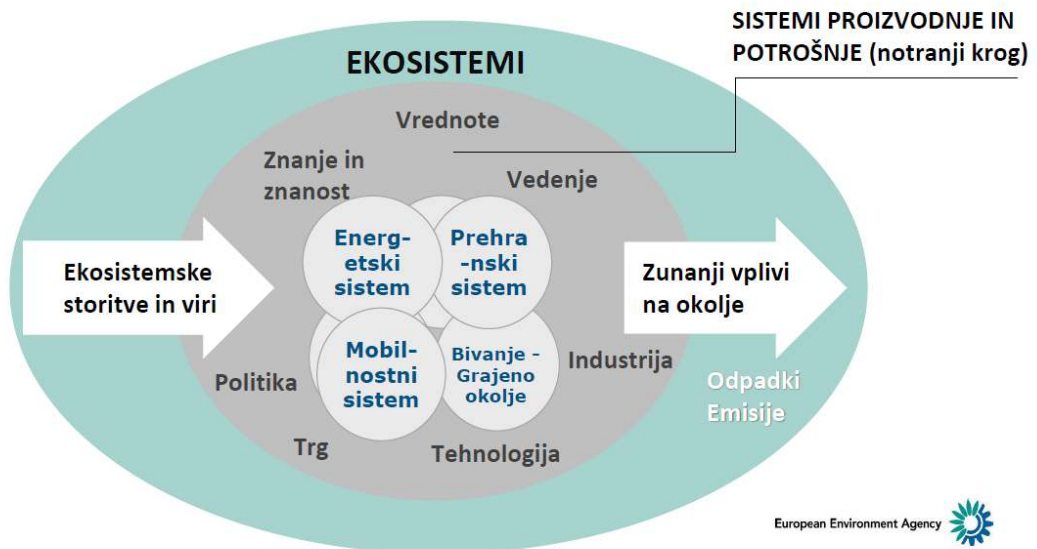 SISTEMI PROIZVODNJE IN
POTROŠNJE (notranji krog)
EKOSISTEMI
Vrednote
Znanje in
znanost
Vedenje
Energ-
etski
sistem
Prehra
-nski
sistem
Ekosistemske
storitve in viri
Zunanji vplivi
na okolje
Mobil-
nostni
sistem
Bivanje -
Grajeno
okolje
Industrija
Politika
Odpadki
Emisije
Trg
Tehnologija
European Environment Agency